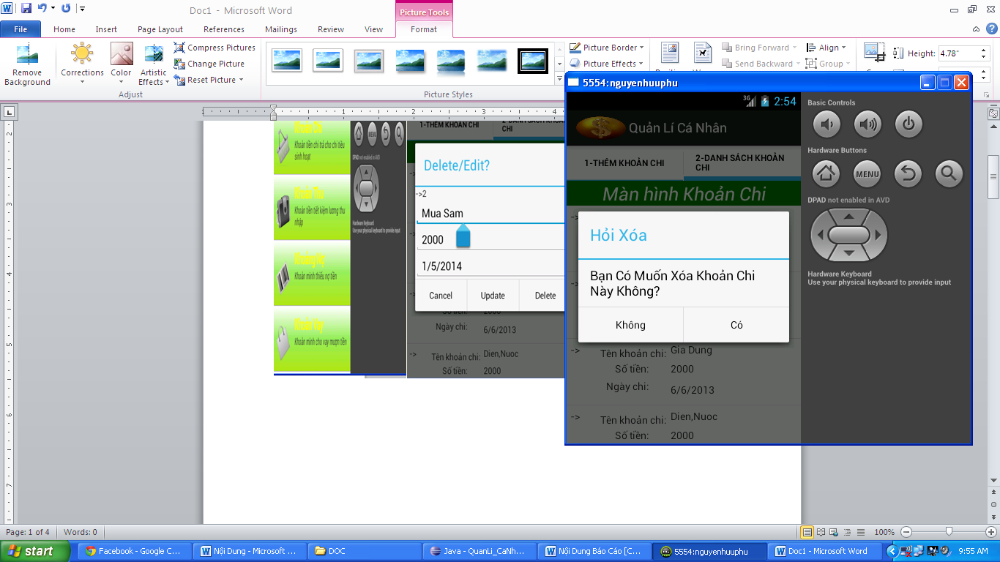 Doc1 - Microsoft Word
Picture Tools
File Home Insert Page Layout References Mailings Review View Format
Remove Background
Corrections
Color
Artistic Effects
Compress Pictures
Change Picture
Reset Picture
Adjust
Picture Styles
Picture Border
Picture Effects
Bring Forward
Send Backward
Align
Group
Height: 4.78"
5554:nguyenhuuphu
3G 2:54
Quản Lí Cá Nhân
1-THÊM KHOẢN CHI
2-DANH SÁCH KHOẢN CHI
Màn hình Khoản Chi
Hỏi Xóa
Bạn Có Muốn Xóa Khoản Chi
Này Không?
Không Có
-> Tên khoản chi: Gia Dung
Số tiền: 2000
Ngày chi: 6/6/2013
-> Tên khoản chi: Dien,Nuoc
Số tiền: 2000
Basic Controls
Hardware Buttons
MENU
DPAD not enabled in AVD
Hardware Keyboard
Use your physical keyboard to provide input
Khoản Chi
Khoản tiền chi trả cho chi tiêu
sinh hoạt
Khoản Thu
Khoản tiền tiết kiệm lương thu
nhập
Khoản mình thiếu nợ tiền
Khoản Vay
Khoản mình cho vay mượn tiền
MENU
DPAD not enabled in AVD
Hardware Keyboard
Use your physical keyboard to provide input
1-THÊM KHOẢN CHI
2-DANH SÁCH KHOẢN
CHI
Delete/Edit?
->2
Mua Sam
2000
1/5/2014
Cancel Update Delete
Số tiền: 2000
Ngày chi: 6/6/2013
-> Tên khoản chi: Dien,Nuoc
Số tiền: 2000
Page: 1 of 4 Words: 0
100%
start
Facebook - Google C...
Nội Dung - Microsoft ...
DOC
Java - QuanLi_CaNh...
Nội Dung Báo Cáo [C...
5554:nguyenhuuphu
Doc1 - Microsoft Word
9:55 AM